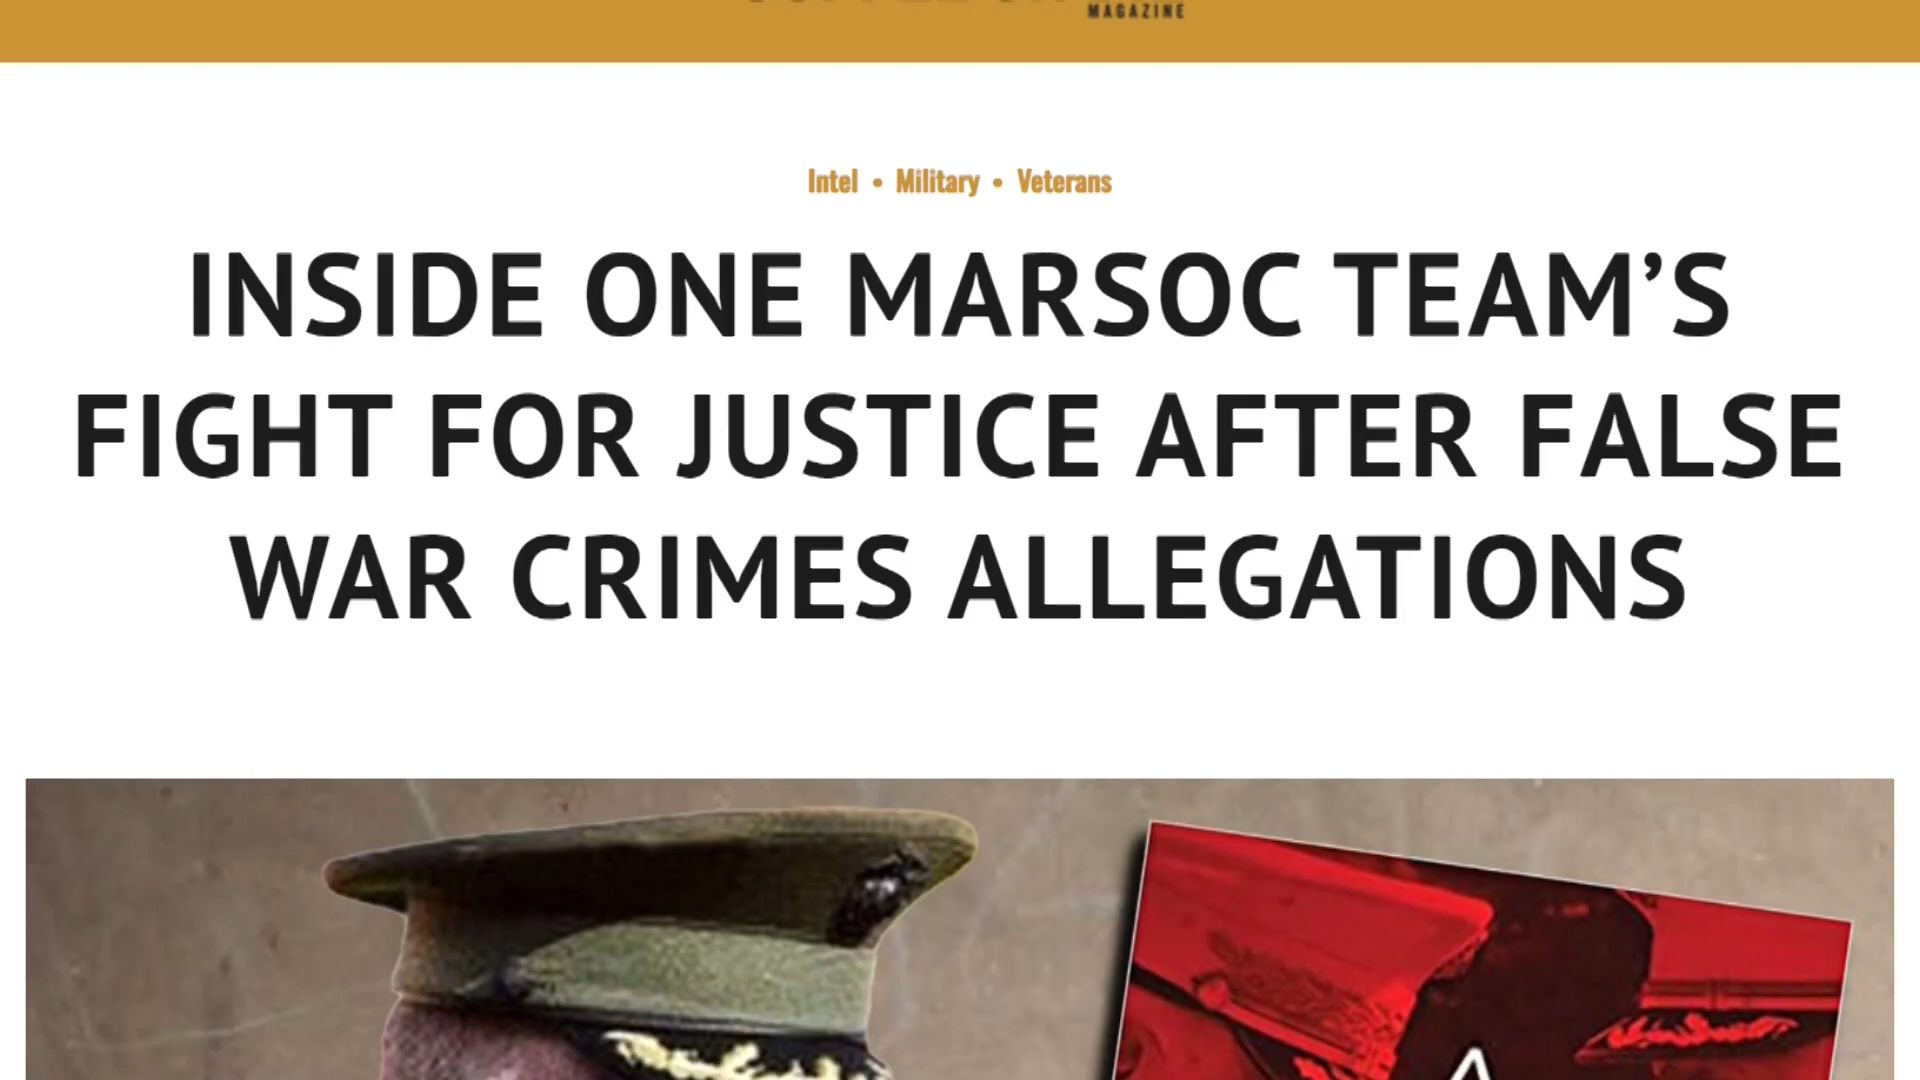 MAGAZINE
Intel • Military • Veterans
INSIDE ONE MARSOC TEAM’S
FIGHT FOR JUSTICE AFTER FALSE
WAR CRIMES ALLEGATIONS
A